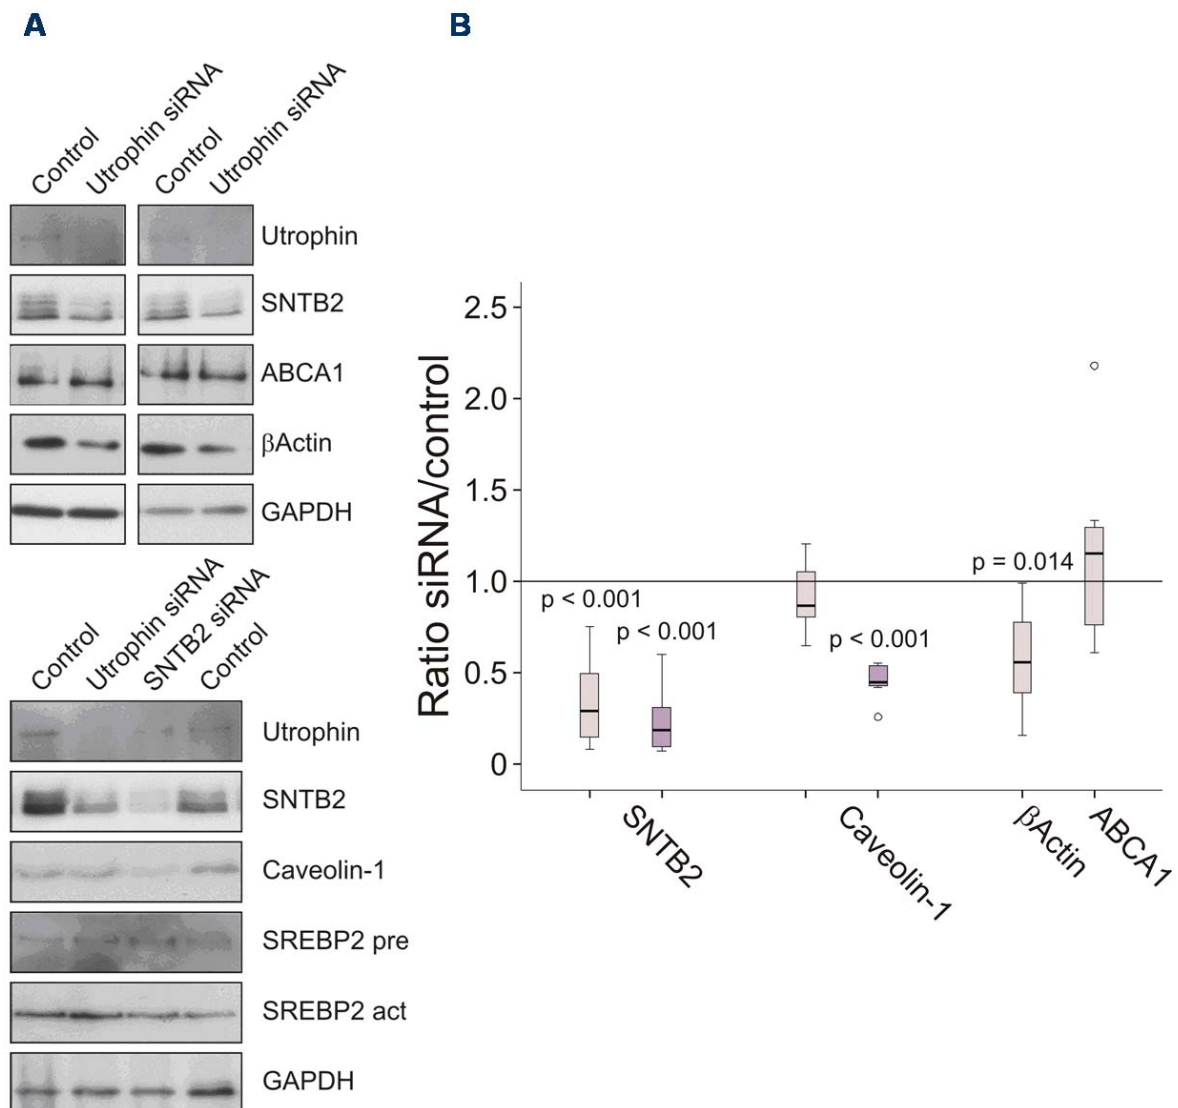 A
Control
Utrophin siRNA
Control
Utrophin siRNA
Utrophin
SNTB2
ABCA1
βActin
GAPDH
Control
Utrophin siRNA
SNTB2 siRNA
Control
Utrophin
SNTB2
Caveolin-1
SREBP2 pre
SREBP2 act
GAPDH
B
Ratio siRNA/control
2.5
2.0
1.5
1.0
0.5
0
p < 0.001
p < 0.001
p < 0.001
p = 0.014
SNTB2
Caveolin-1
βActin
ABCA1